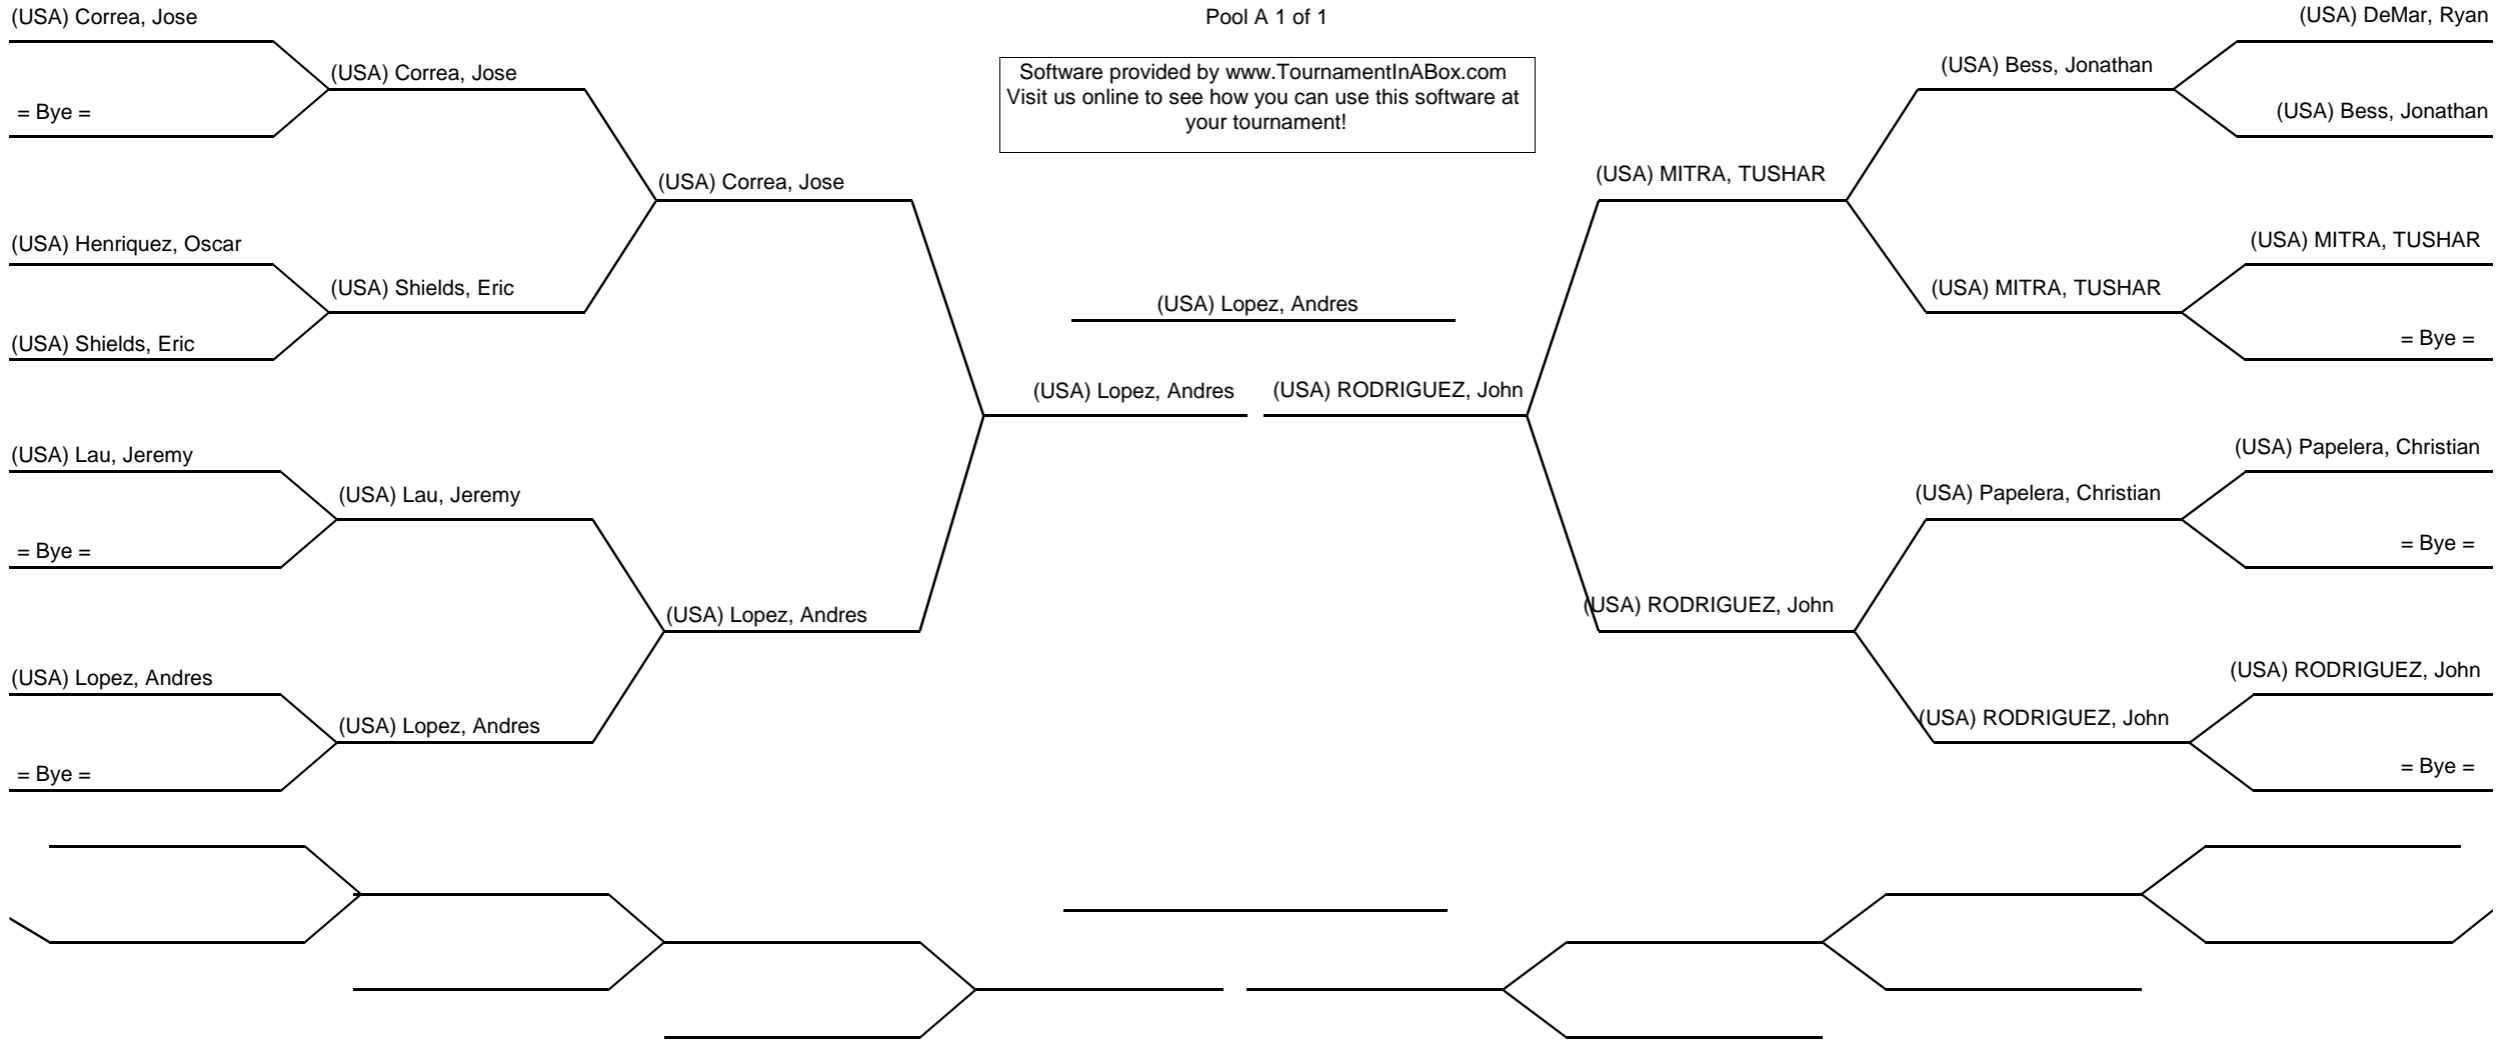 (USA) Correa, Jose
= Bye =
(USA) Henriquez, Oscar
(USA) Shields, Eric
(USA) Lau, Jeremy
= Bye =
(USA) Lopez, Andres
= Bye =
(USA) Correa, Jose
(USA) Shields, Eric
(USA) Lau, Jeremy
(USA) Lopez, Andres
(USA) Correa, Jose
(USA) Lopez, Andres
Pool A 1 of 1
Software provided by www.TournamentInABox.com
Visit us online to see how you can use this software at
your tournament!
(USA) Lopez, Andres
(USA) Lopez, Andres
(USA) RODRIGUEZ, John
(USA) MITRA, TUSHAR
(USA) RODRIGUEZ, John
(USA) Bess, Jonathan
(USA) MITRA, TUSHAR
(USA) Papelera, Christian
(USA) RODRIGUEZ, John
(USA) DeMar, Ryan
(USA) Bess, Jonathan
(USA) MITRA, TUSHAR
= Bye =
(USA) Papelera, Christian
= Bye =
(USA) RODRIGUEZ, John
= Bye =